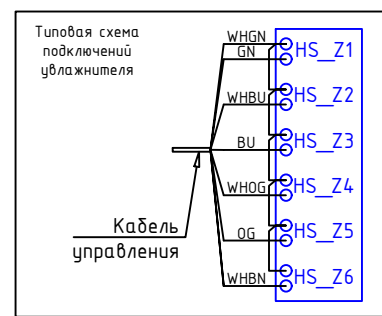 Типовая схема
подключений
увлажнителя
WHGN
GN
HS_Z1
WHBU
HS_Z2
BU
HS_Z3
WHOG
HS_Z4
Кабель
управления
OG
HS_Z5
WHBN
HS_Z6